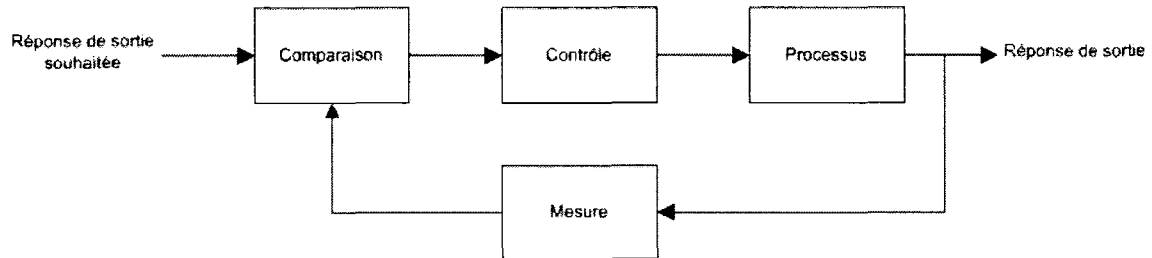 Réponse de sortie
souhaitée
Comparaison
Contrôle
Processus
Réponse de sortie
Mesure